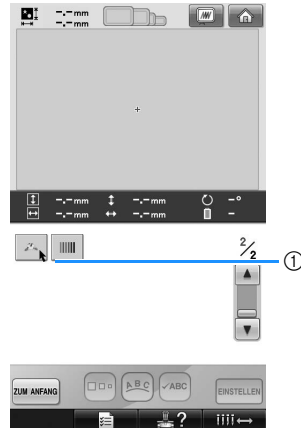 -.- mm
-.- mm
-.- mm -.- mm -°
-.- mm -.- mm -
2/2
①
ZUM ANFANG ABC ✓ABC EINSTELLEN
?